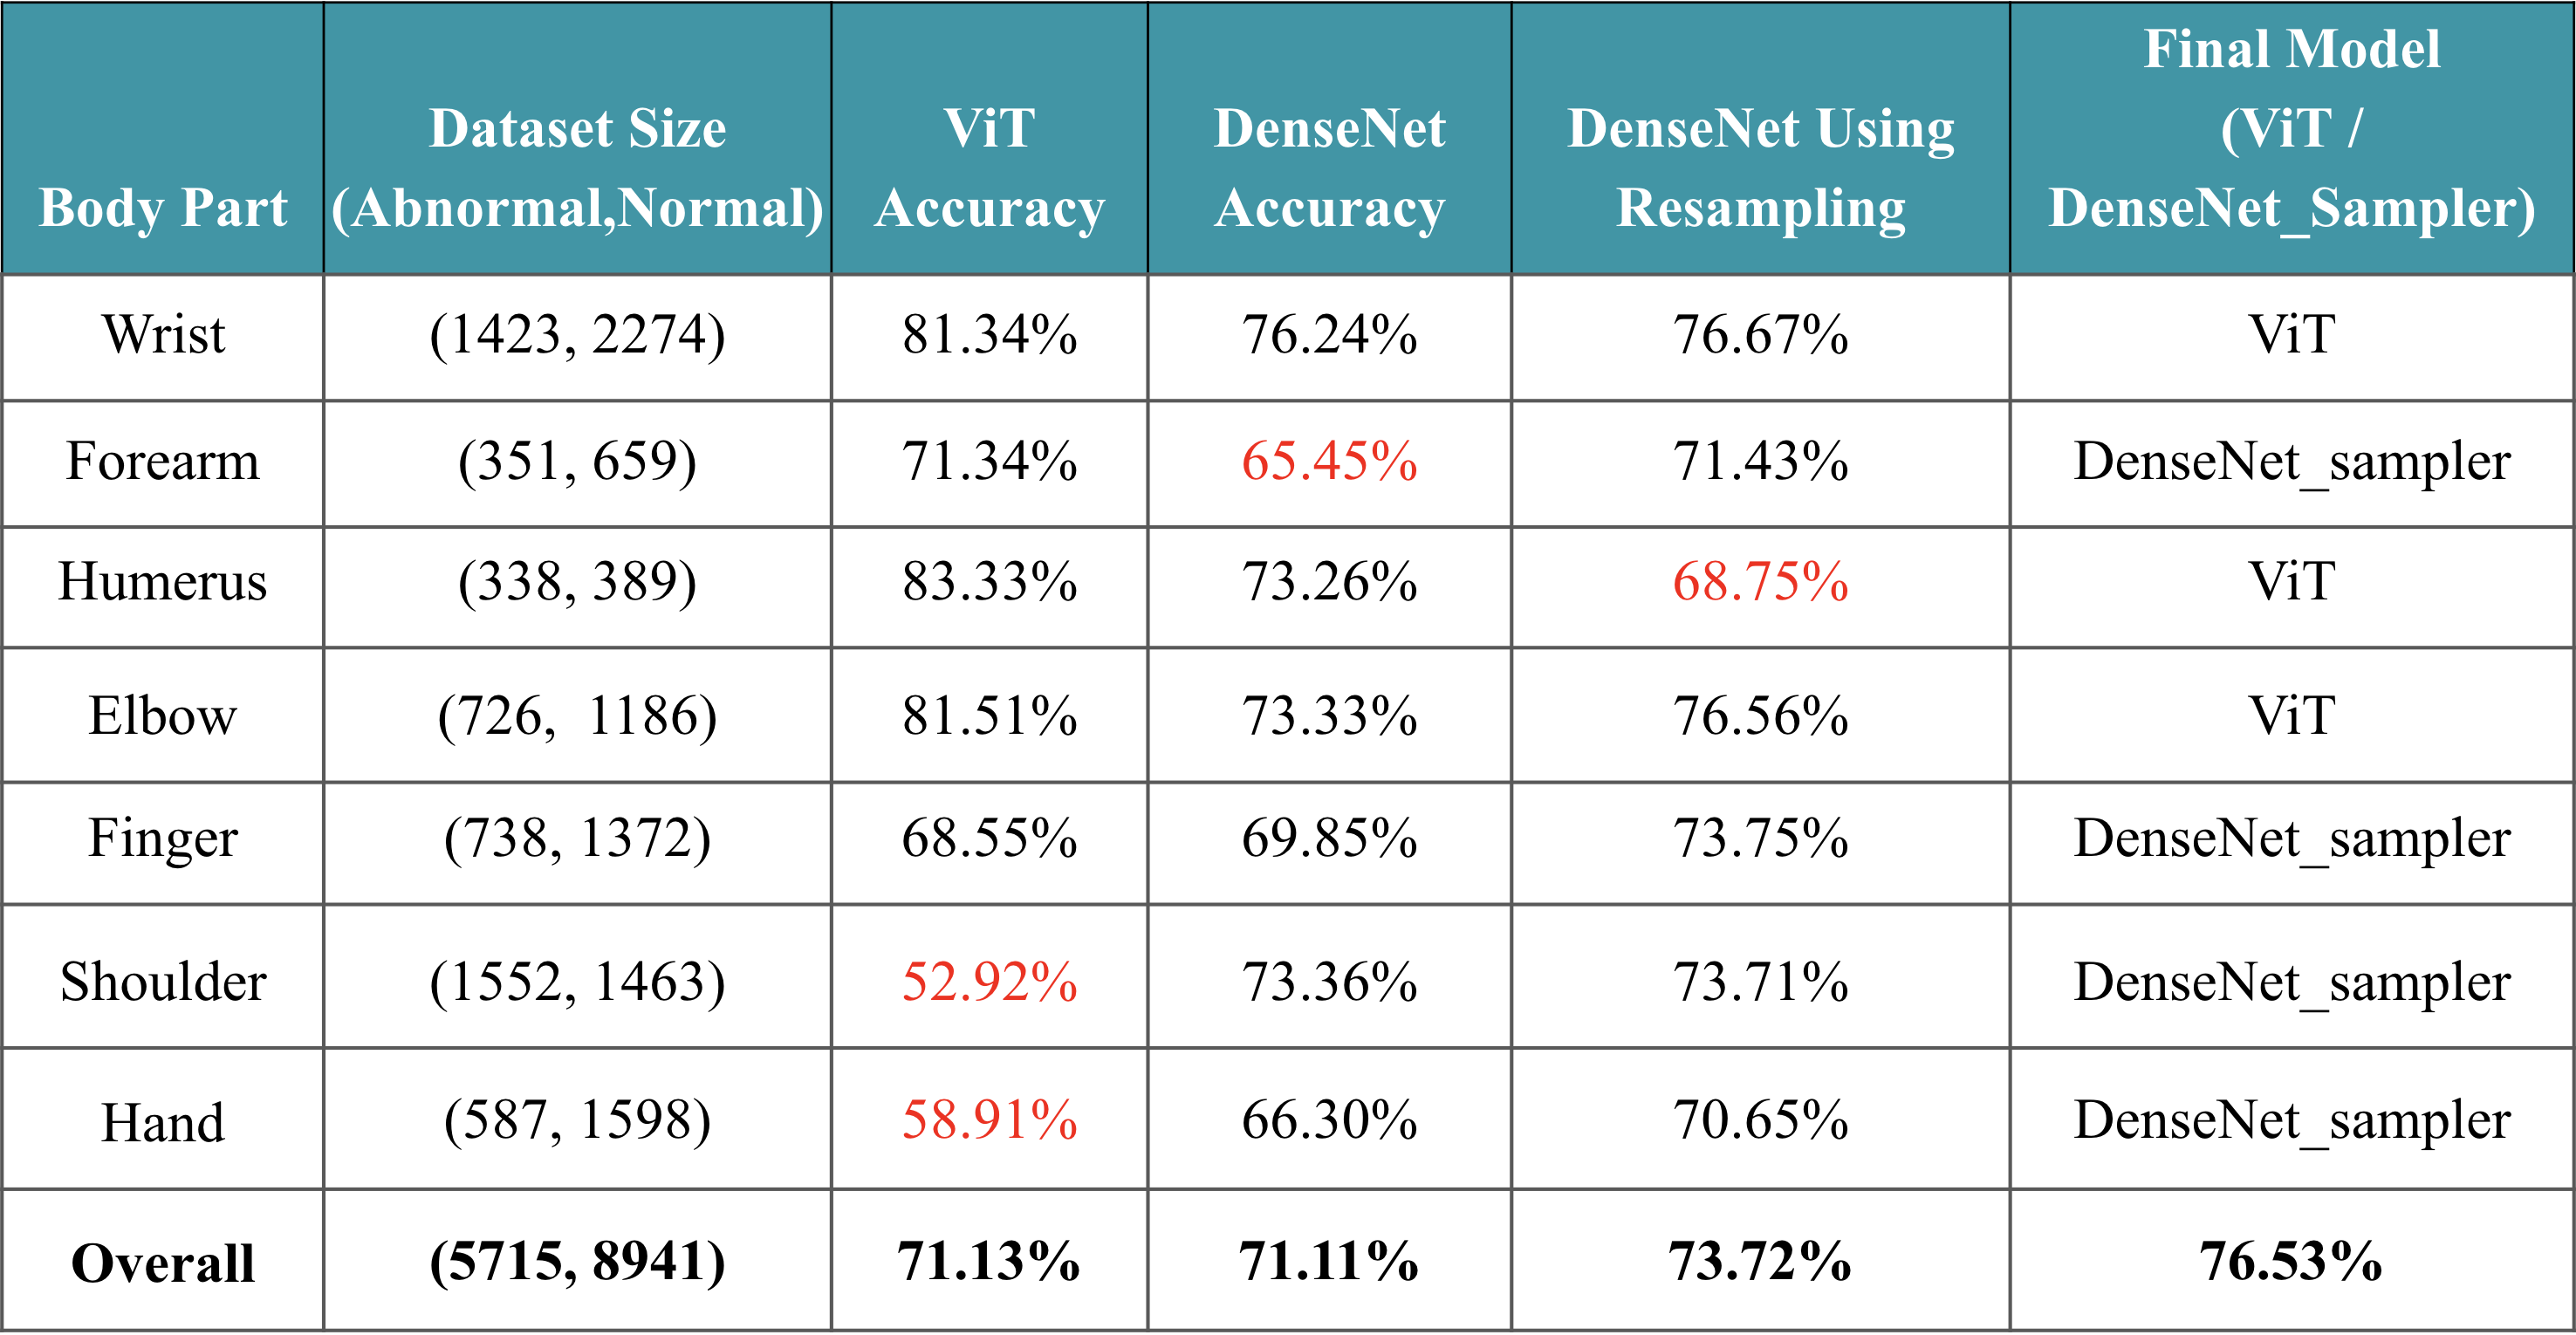 Body Part
Dataset Size
(Abnormal,Normal)
ViT
Accuracy
DenseNet
Accuracy
DenseNet Using
Resampling
Final Model
(ViT /
DenseNet_Sampler)
Wrist
(1423, 2274)
81.34%
76.24%
76.67%
ViT
Forearm
(351, 659)
71.34%
65.45%
71.43%
DenseNet_sampler
Humerus
(338, 389)
83.33%
73.26%
68.75%
ViT
Elbow
(726,  1186)
81.51%
73.33%
76.56%
ViT
Finger
(738, 1372)
68.55%
69.85%
73.75%
DenseNet_sampler
Shoulder
(1552, 1463)
52.92%
73.36%
73.71%
DenseNet_sampler
Hand
(587, 1598)
58.91%
66.30%
70.65%
DenseNet_sampler
Overall
(5715, 8941)
71.13%
71.11%
73.72%
76.53%